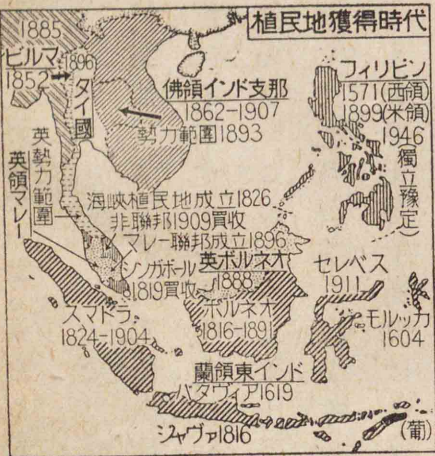 植民地獲得時代
1885
ビルマ
1852
1896
タイ國
佛領インド支那
1862-1907
勢力範圍1893
フィリピン
1571(西領)
1899(米領)
1946
(獨立豫定)
英勢力範圍
英領マレー
海峽植民地成立1826
非聯邦1909買收
マレー聯邦成立1896
シンガポール
1819買收
英ボルネオ
1888
セレベス
1911
スマトラ
1824-1904
ボルネオ
1816-1891
モルッカ
1604
蘭領東インド
バタヴィア1619
ジャヴァ1816
(葡)